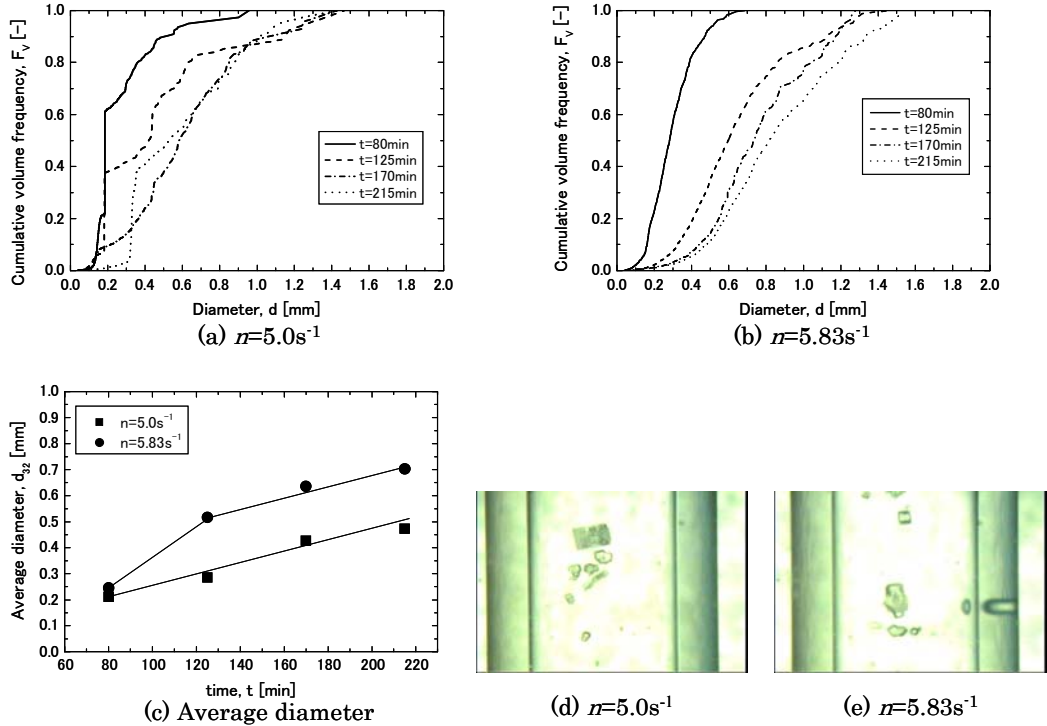 Cumulative volume frequency, F_V [-]
1.0
0.8
0.6
0.4
0.2
0.0
t=80min
t=125min
t=170min
t=215min
0.0 0.2 0.4 0.6 0.8 1.0 1.2 1.4 1.6 1.8 2.0
Diameter, d [mm]
(a) n=5.0s⁻¹
Cumulative volume frequency, F_V [-]
1.0
0.8
0.6
0.4
0.2
0.0
t=80min
t=125min
t=170min
t=215min
0.0 0.2 0.4 0.6 0.8 1.0 1.2 1.4 1.6 1.8 2.0
Diameter, d [mm]
(b) n=5.83s⁻¹
Average diameter, d₃₂ [mm]
1.0
0.9
0.8
0.7
0.6
0.5
0.4
0.3
0.2
0.1
0.0
n=5.0s⁻¹
n=5.83s⁻¹
60 80 100 120 140 160 180 200 220
time, t [min]
(c) Average diameter
(d) n=5.0s⁻¹
(e) n=5.83s⁻¹